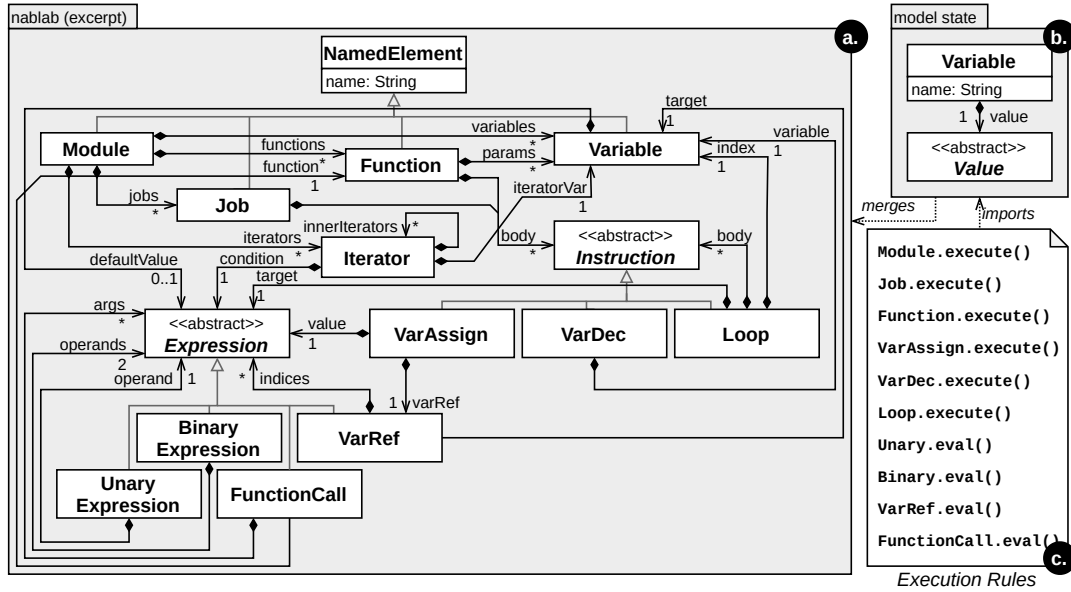 nablab (excerpt)
a.
NamedElement
name: String
model state
b.
Variable
name: String
1
value
<<abstract>>
Value
target
1
Module
variables
*
Variable
variable
1
functions
*
index
1
function
1
Function
params
*
iteratorVar
1
jobs
*
Job
innerIterators
*
iterators
*
Iterator
body
*
<<abstract>>
Instruction
body
*
merges
imports
defaultValue
0..1
condition
1
target
1
args
*
<<abstract>>
Expression
value
1
VarAssign
VarDec
Loop
operands
2
operand
1
*
indices
1
varRef
Binary
Expression
VarRef
Unary
Expression
FunctionCall
Module.execute()
Job.execute()
Function.execute()
VarAssign.execute()
VarDec.execute()
Loop.execute()
Unary.eval()
Binary.eval()
VarRef.eval()
FunctionCall.eval()
c.
Execution Rules